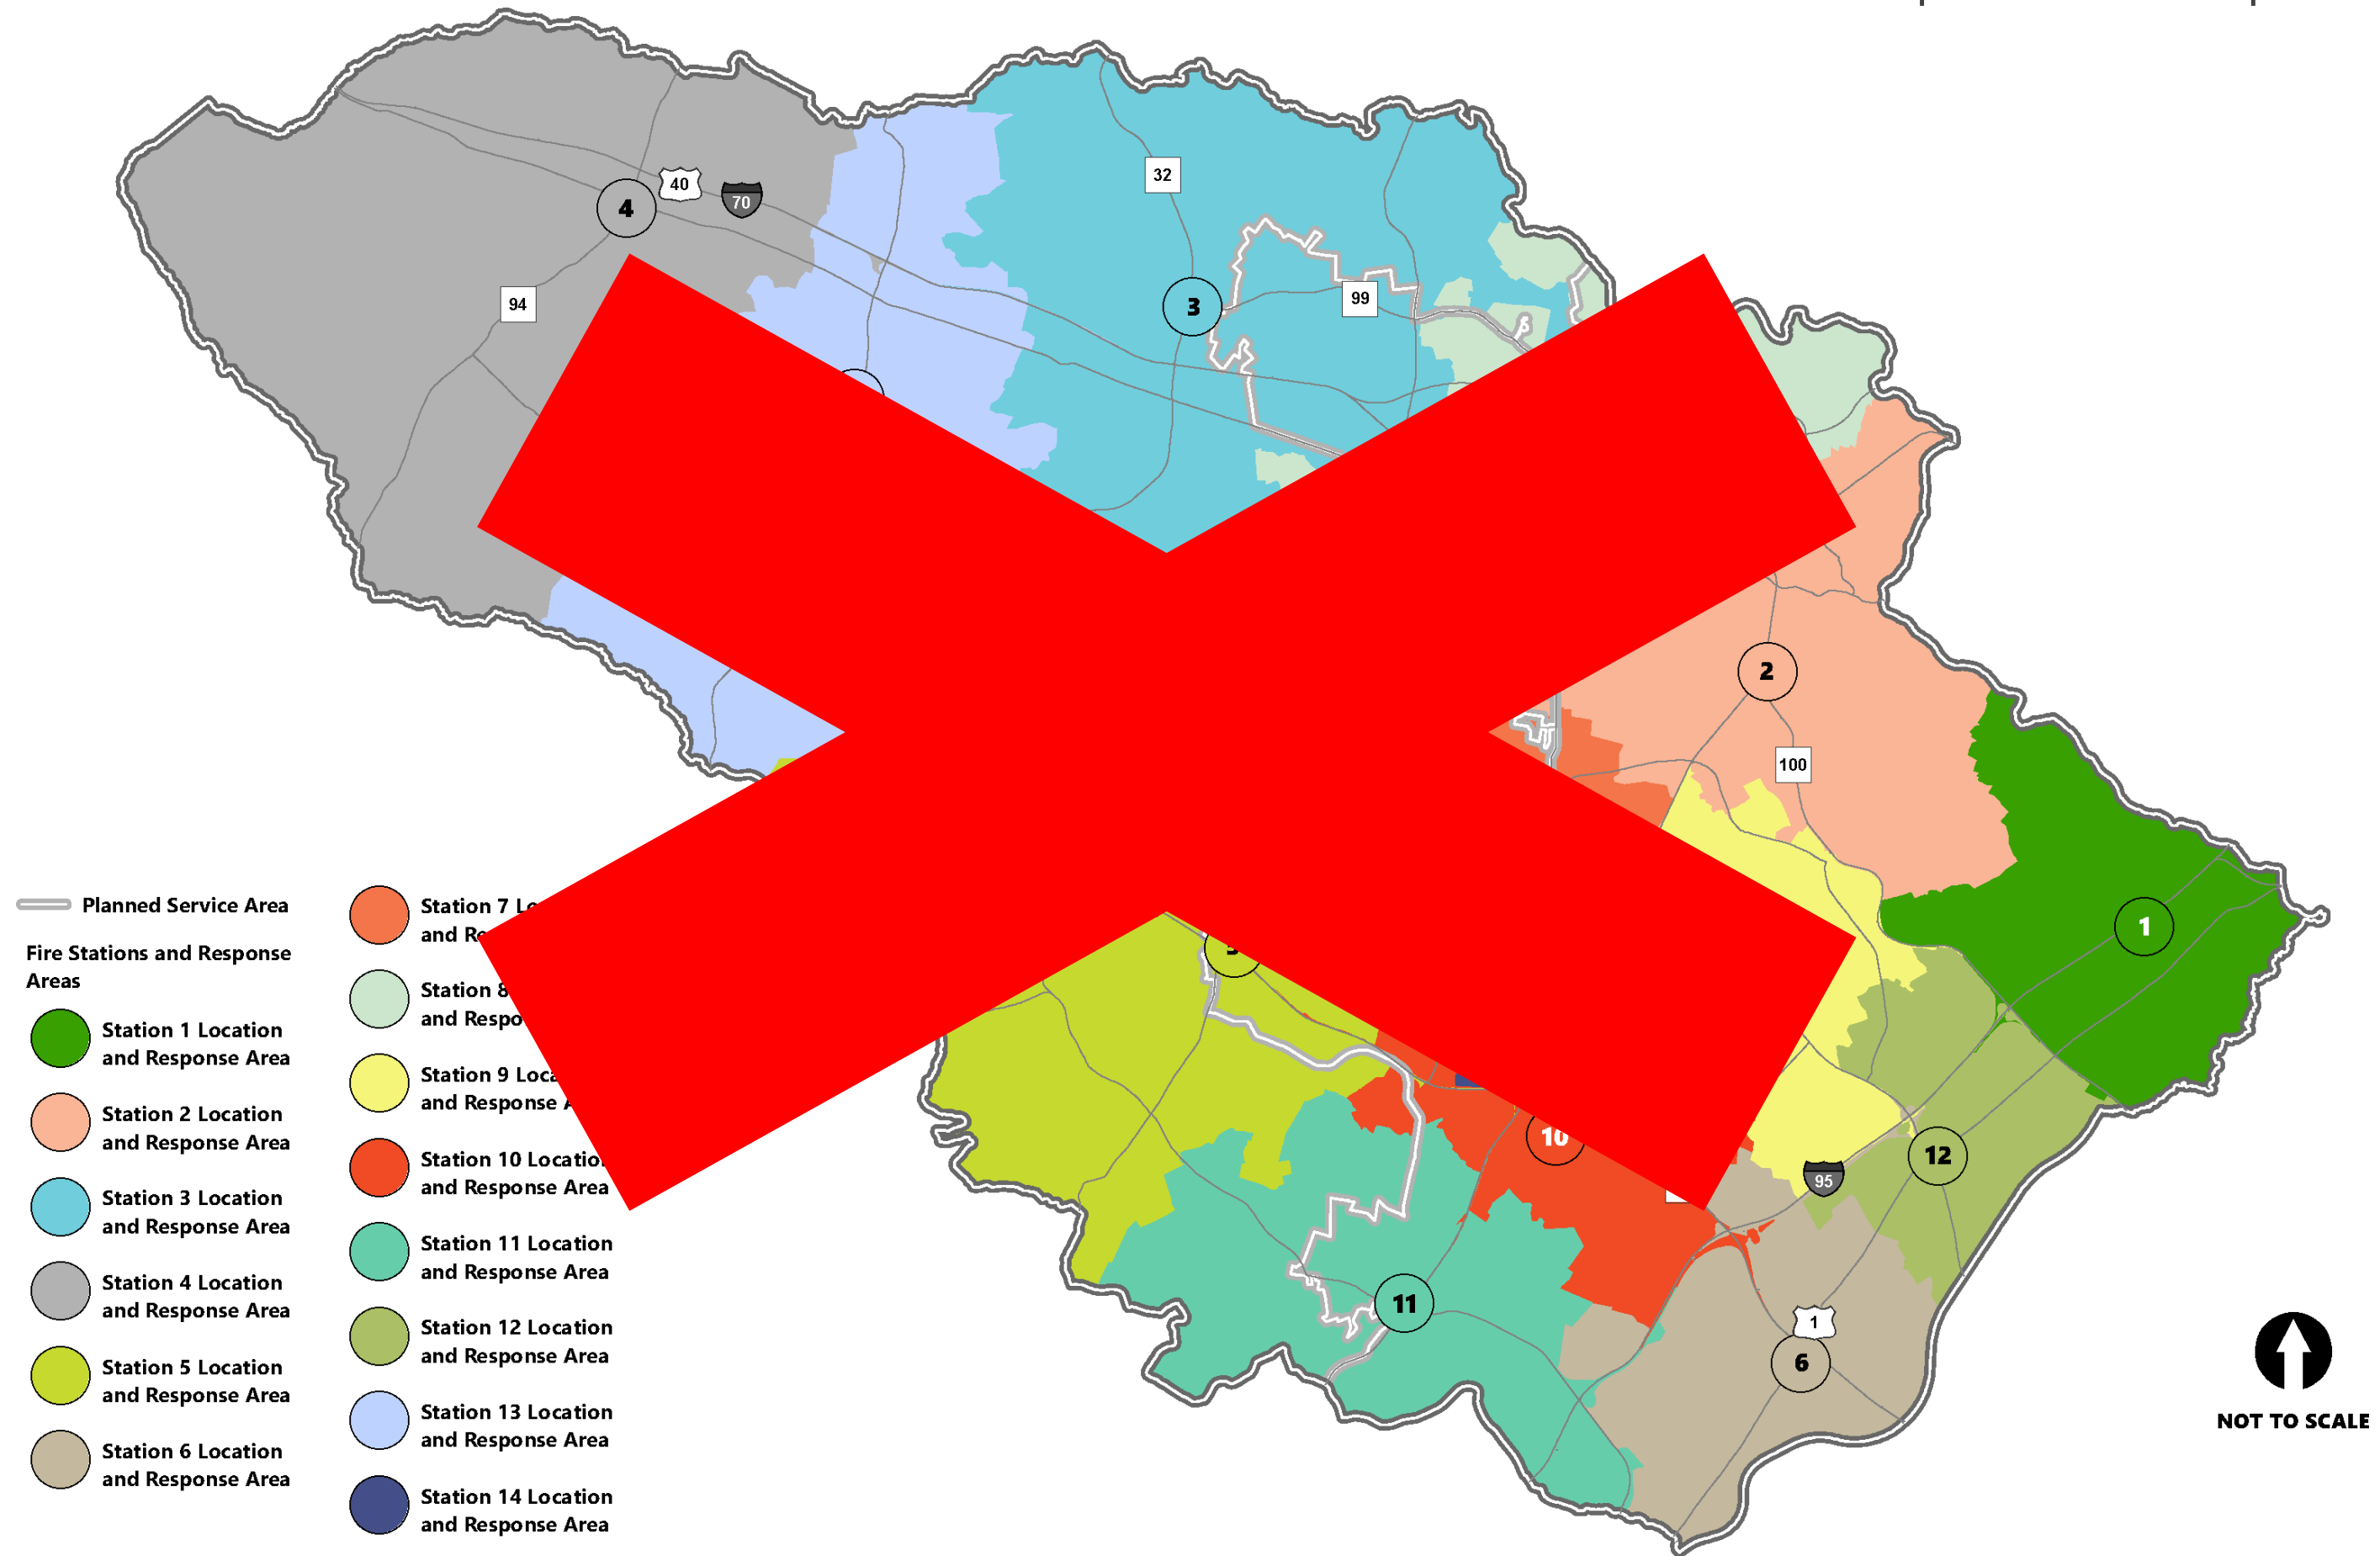 40
70
4
32
94
3
99
2
100
1
10
12
95
11
1
6
Planned Service Area
Fire Stations and Response
Areas
Station 1 Location
and Response Area
Station 2 Location
and Response Area
Station 3 Location
and Response Area
Station 4 Location
and Response Area
Station 5 Location
and Response Area
Station 6 Location
and Response Area
Station 7
and
Station 8
and
Station 9
and Response
Station 10
and Response Area
Station 11 Location
and Response Area
Station 12 Location
and Response Area
Station 13 Location
and Response Area
Station 14 Location
and Response Area
NOT TO SCALE